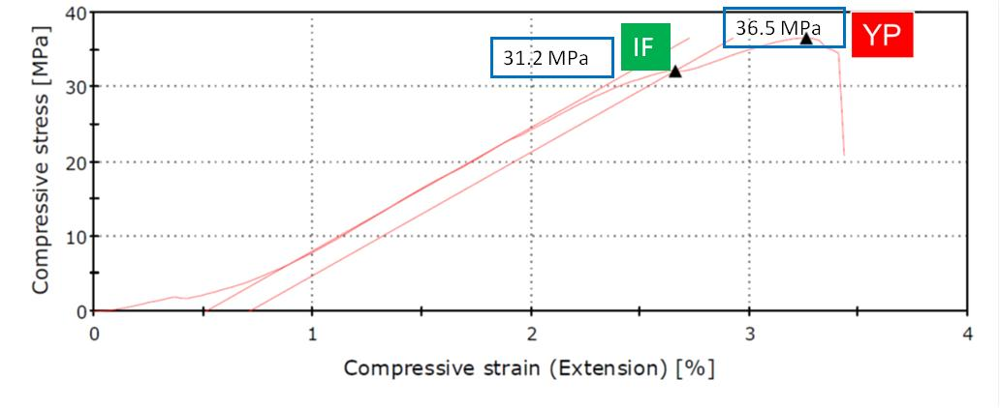 40
36.5 MPa
YP
IF
31.2 MPa
30
20
10
0
0
1
2
3
4
Compressive stress [MPa]
Compressive strain (Extension) [%]